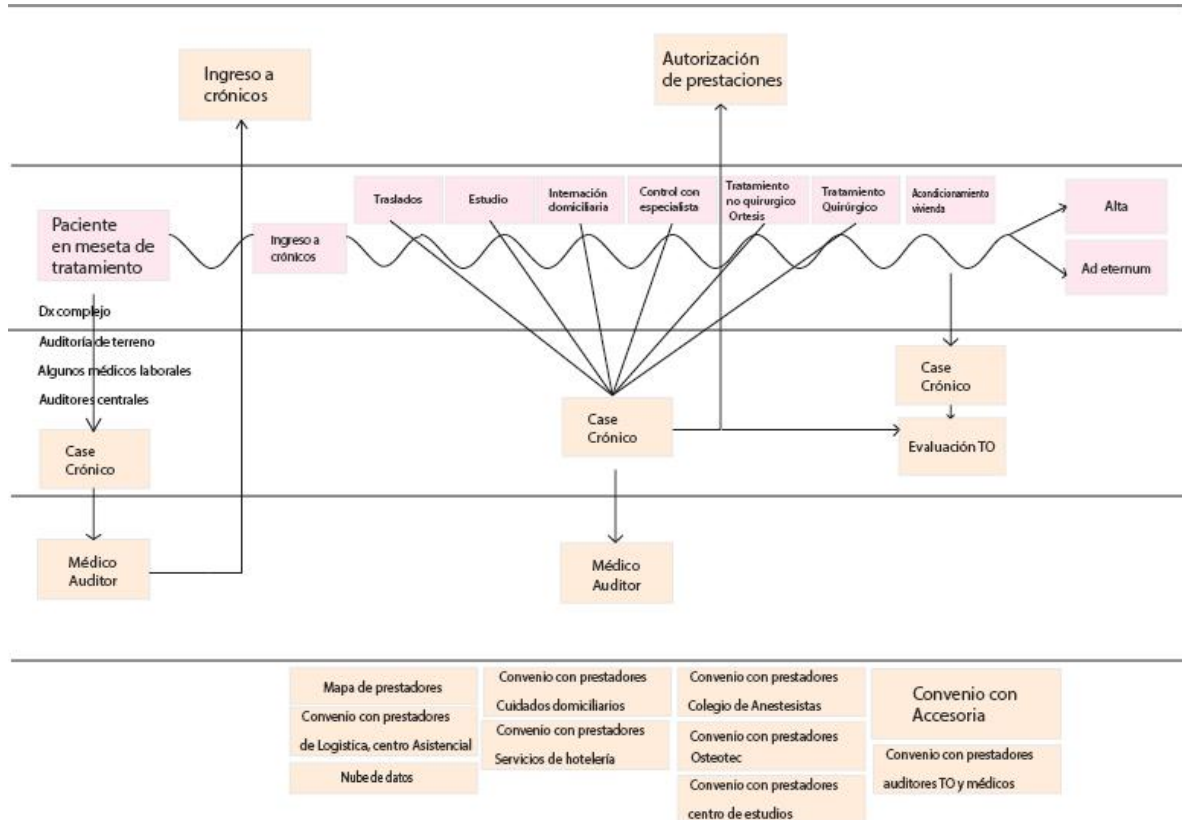 Ingreso a
crónicos
Autorización
de prestaciones
Paciente
en meseta de
tratamiento
Ingreso a
crónicos
Traslados
Estudio
Internación
domiciliaria
Control con
especialista
Tratamiento
no quirurgico
Ortesis
Tratamiento
Quirúrgico
Acondicionamiento
vivienda
Alta
Ad eternum
Dx complejo
Auditoría de terreno
Algunos médicos laborales
Auditores centrales
Case
Crónico
Case
Crónico
Case
Crónico
Evaluación TO
Médico
Auditor
Médico
Auditor
Mapa de prestadores
Convenio con prestadores
de Logistica, centro Asistencial
Nube de datos
Convenio con prestadores
Cuidados domiciliarios
Convenio con prestadores
Servicios de hotelería
Convenio con prestadores
Colegio de Anestesistas
Convenio con prestadores
Osteotec
Convenio con prestadores
centro de estudios
Convenio con
Accesoria
Convenio con prestadores
auditores TO y médicos